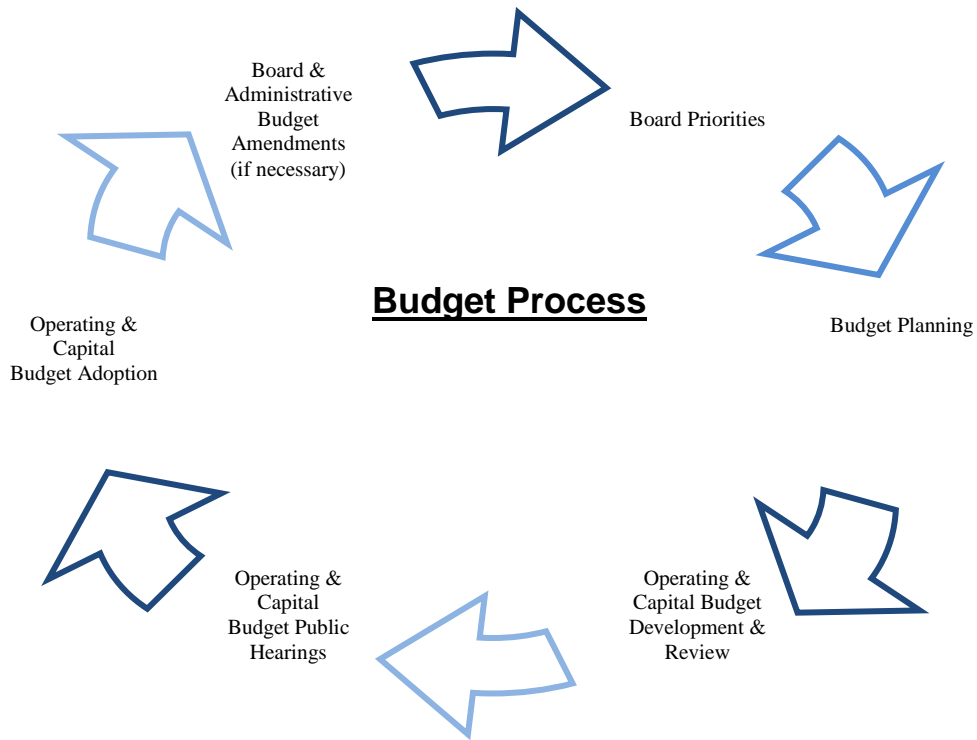 Board &
Administrative
Budget
Amendments
(if necessary)
Board Priorities
Budget Process
Budget Planning
Operating &
Capital
Budget Adoption
Operating &
Capital
Budget Public
Hearings
Operating &
Capital Budget
Development &
Review